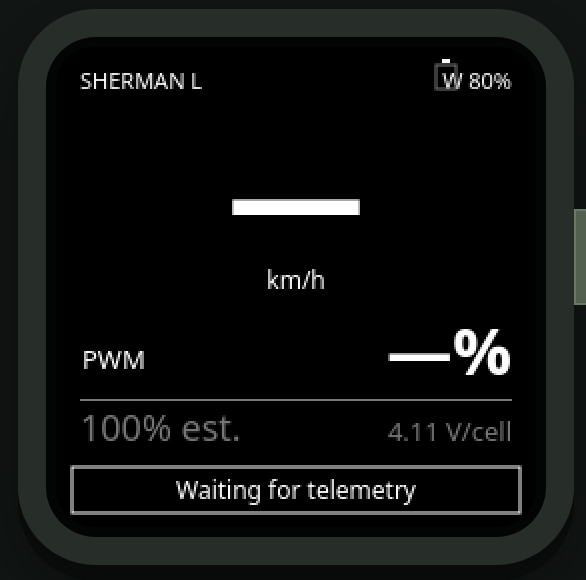 SHERMAN L
W 80%
—
km/h
PWM
—%
100% est.
4.11 V/cell
Waiting for telemetry